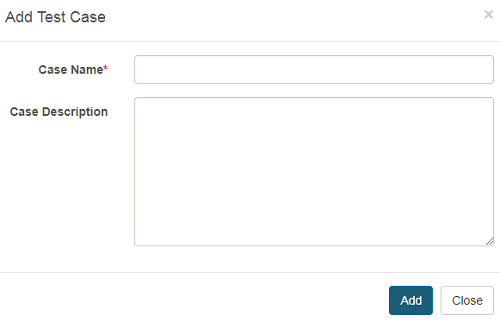 Add Test Case ×
Case Name*
Case Description
Add Close